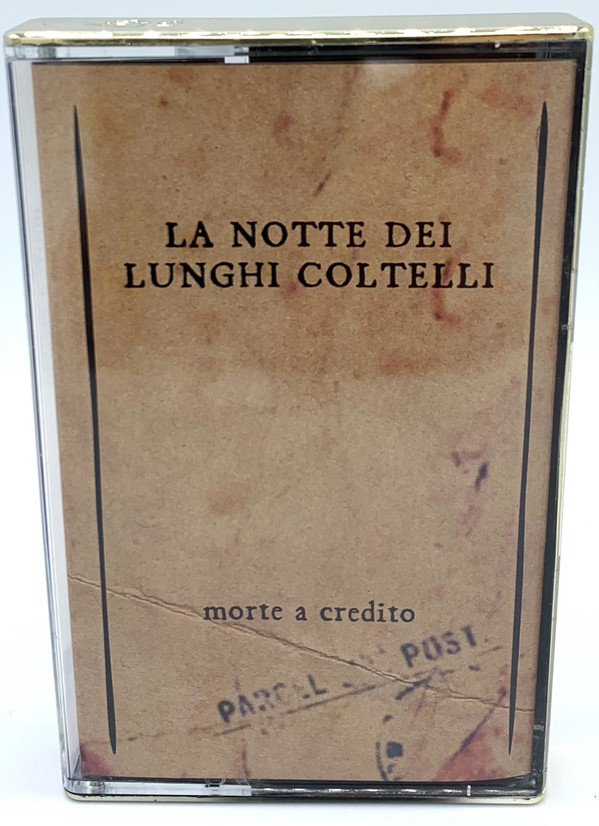 LA NOTTE DEI
LUNGHI COLTELLI
morte a credito
PARCEL POST